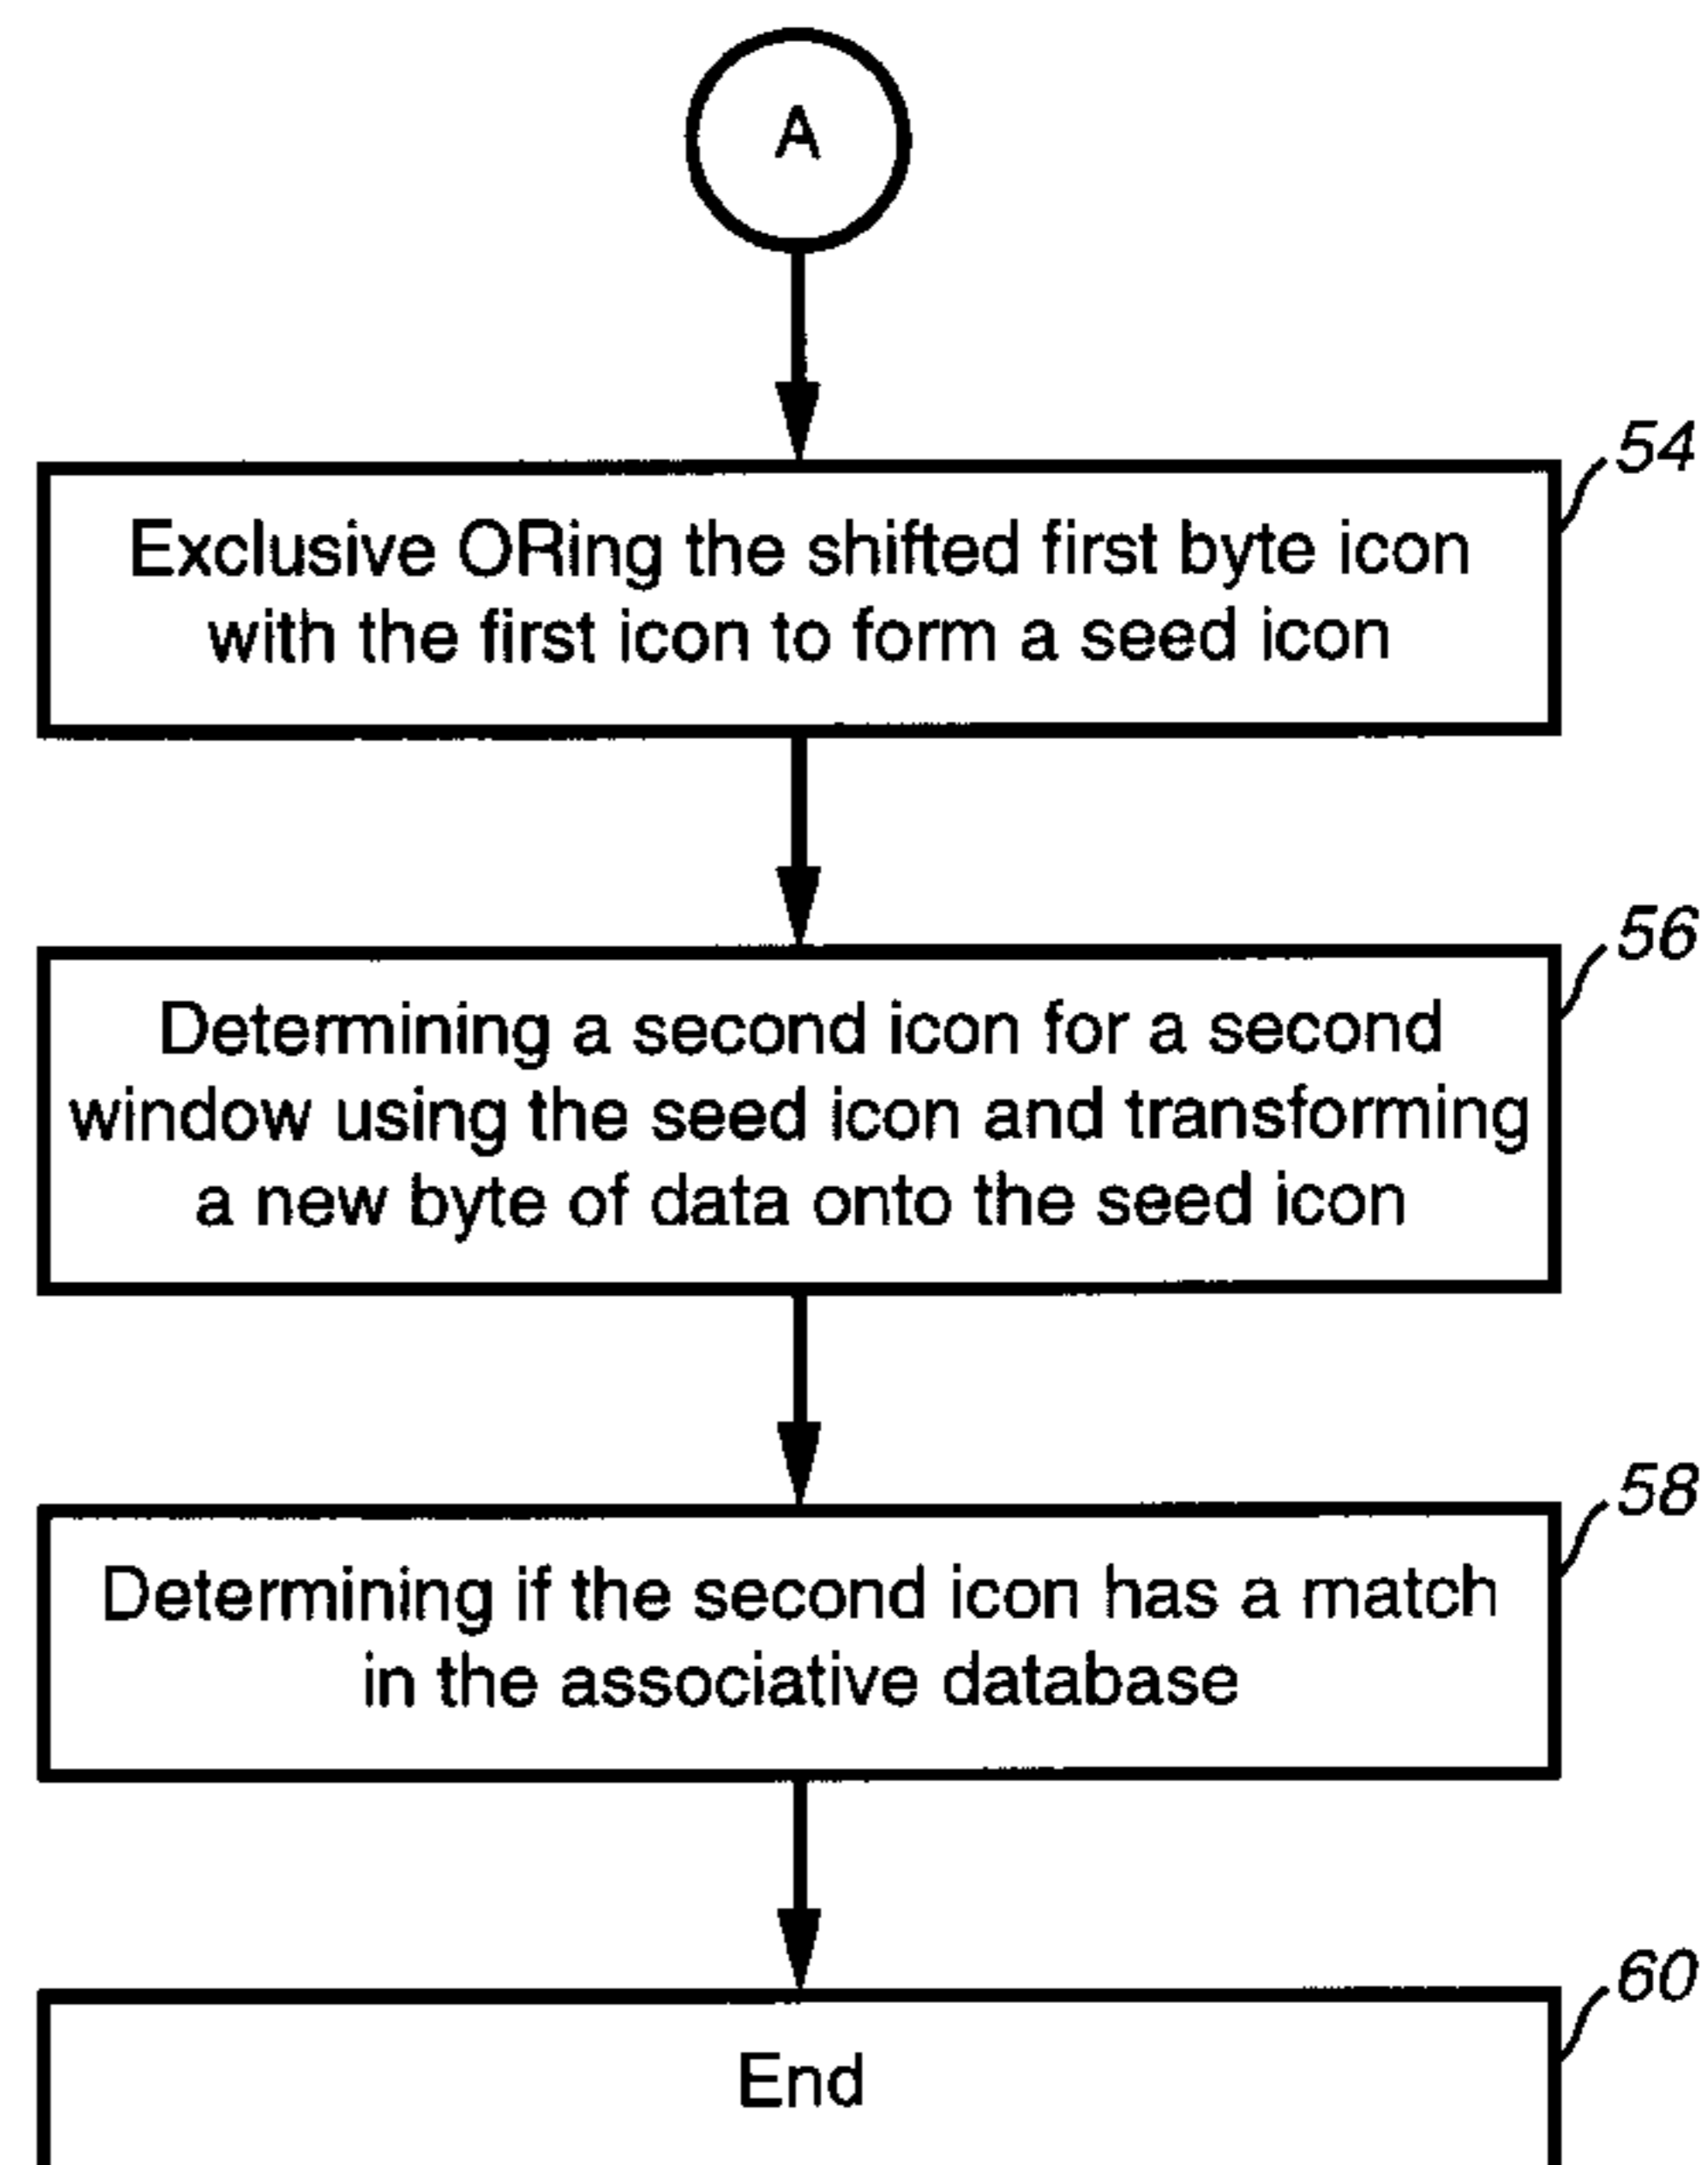 A
54
Exclusive ORing the shifted first byte icon
with the first icon to form a seed icon
56
Determining a second icon for a second
window using the seed icon and transforming
a new byte of data onto the seed icon
58
Determining if the second icon has a match
in the associative database
60
End